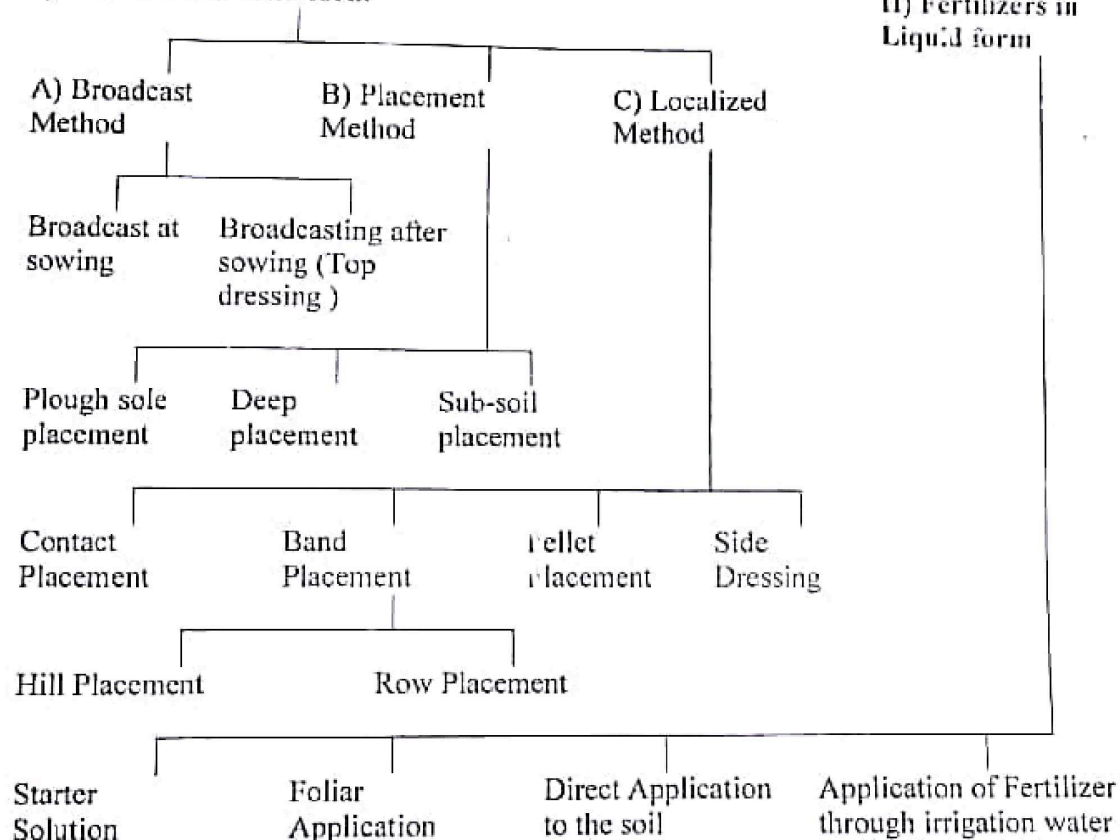 II) Fertilizers in
Liquid form
A) Broadcast
Method
B) Placement
Method
C) Localized
Method
Broadcast at
sowing
Broadcasting after
sowing (Top
dressing )
Plough sole
placement
Deep
placement
Sub-soil
placement
Contact
Placement
Band
Placement
Pellet
Placement
Side
Dressing
Hill Placement
Row Placement
Starter
Solution
Foliar
Application
Direct Application
to the soil
Application of Fertilizer
through irrigation water